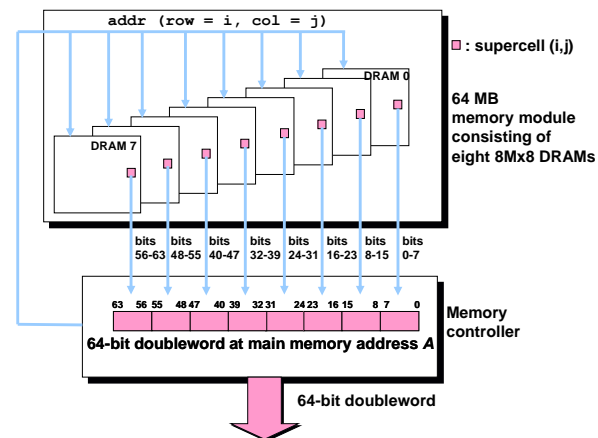 addr (row = i, col = j)
: supercell (i,j)
DRAM 0
64 MB
memory module
consisting of
eight 8Mx8 DRAMs
DRAM 7
bits
56-63
bits
48-55
bits
40-47
bits
32-39
bits
24-31
bits
16-23
bits
8-15
bits
0-7
63 56 55 48 47 40 39 32 31 24 23 16 15 8 7 0
64-bit doubleword at main memory address A
Memory
controller
64-bit doubleword